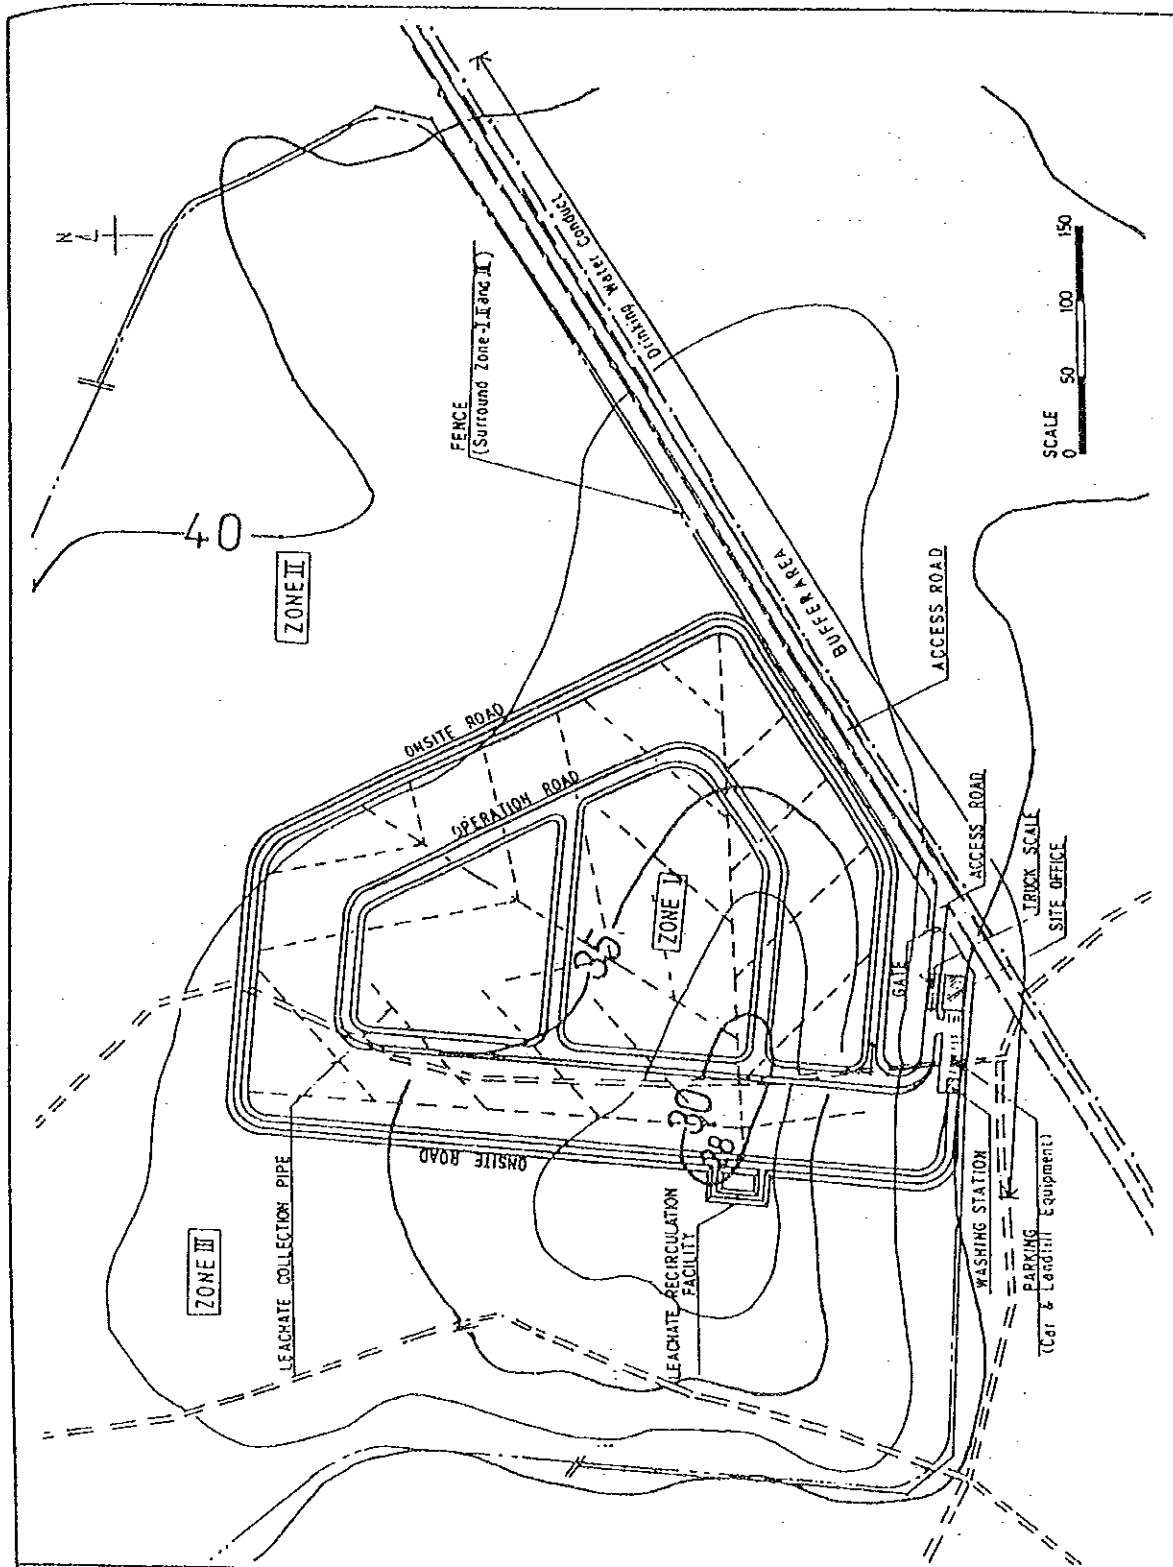 N
FENCE
(Surround Zone-I,II and III)
Drinking Water Conduct
SCALE
0 50 100 150
40
ZONE II
BUFFER AREA
ACCESS ROAD
ONSITE ROAD
OPERATION ROAD
35
ZONE I
ACCESS ROAD
TRUCK SCALE
SITE OFFICE
GATE
30
28
ONSITE ROAD
LEACHATE COLLECTION PIPE
ZONE III
LEACHATE RECIRCULATION
FACILITY
WASHING STATION
PARKING
(Car & Landfill Equipment)